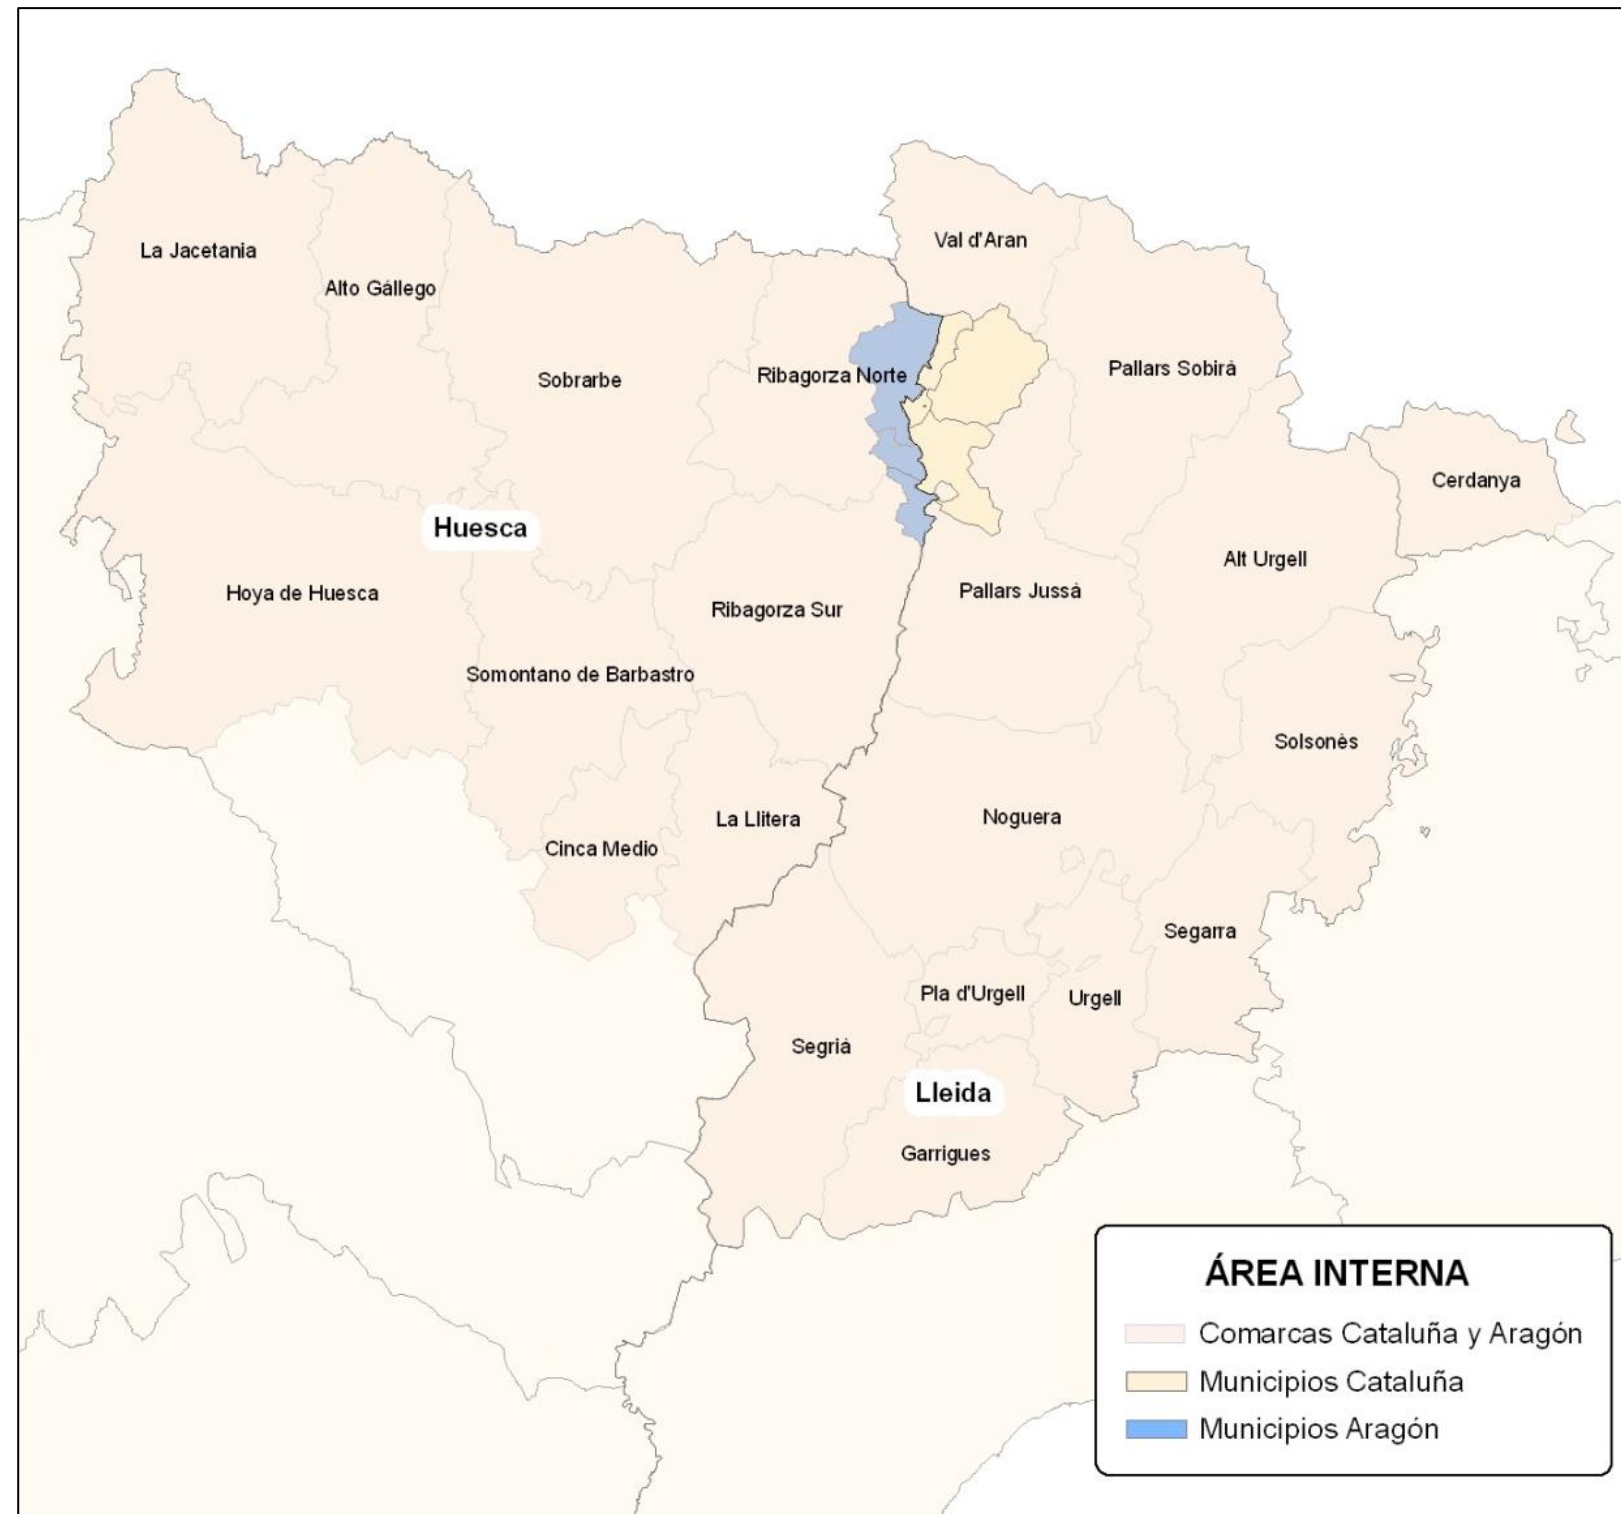 Val d'Aran
La Jacetania
Alto Gállego
Pallars Sobirà
Ribagorza Norte
Sobrarbe
Cerdanya
Huesca
Alt Urgell
Hoya de Huesca
Pallars Jussà
Ribagorza Sur
Somontano de Barbastro
Solsonès
Noguera
La Llitera
Cinca Medio
Segarra
Pla d'Urgell
Urgell
Segrià
Lleida
Garrigues
ÁREA INTERNA
Comarcas Cataluña y Aragón
Municipios Cataluña
Municipios Aragón